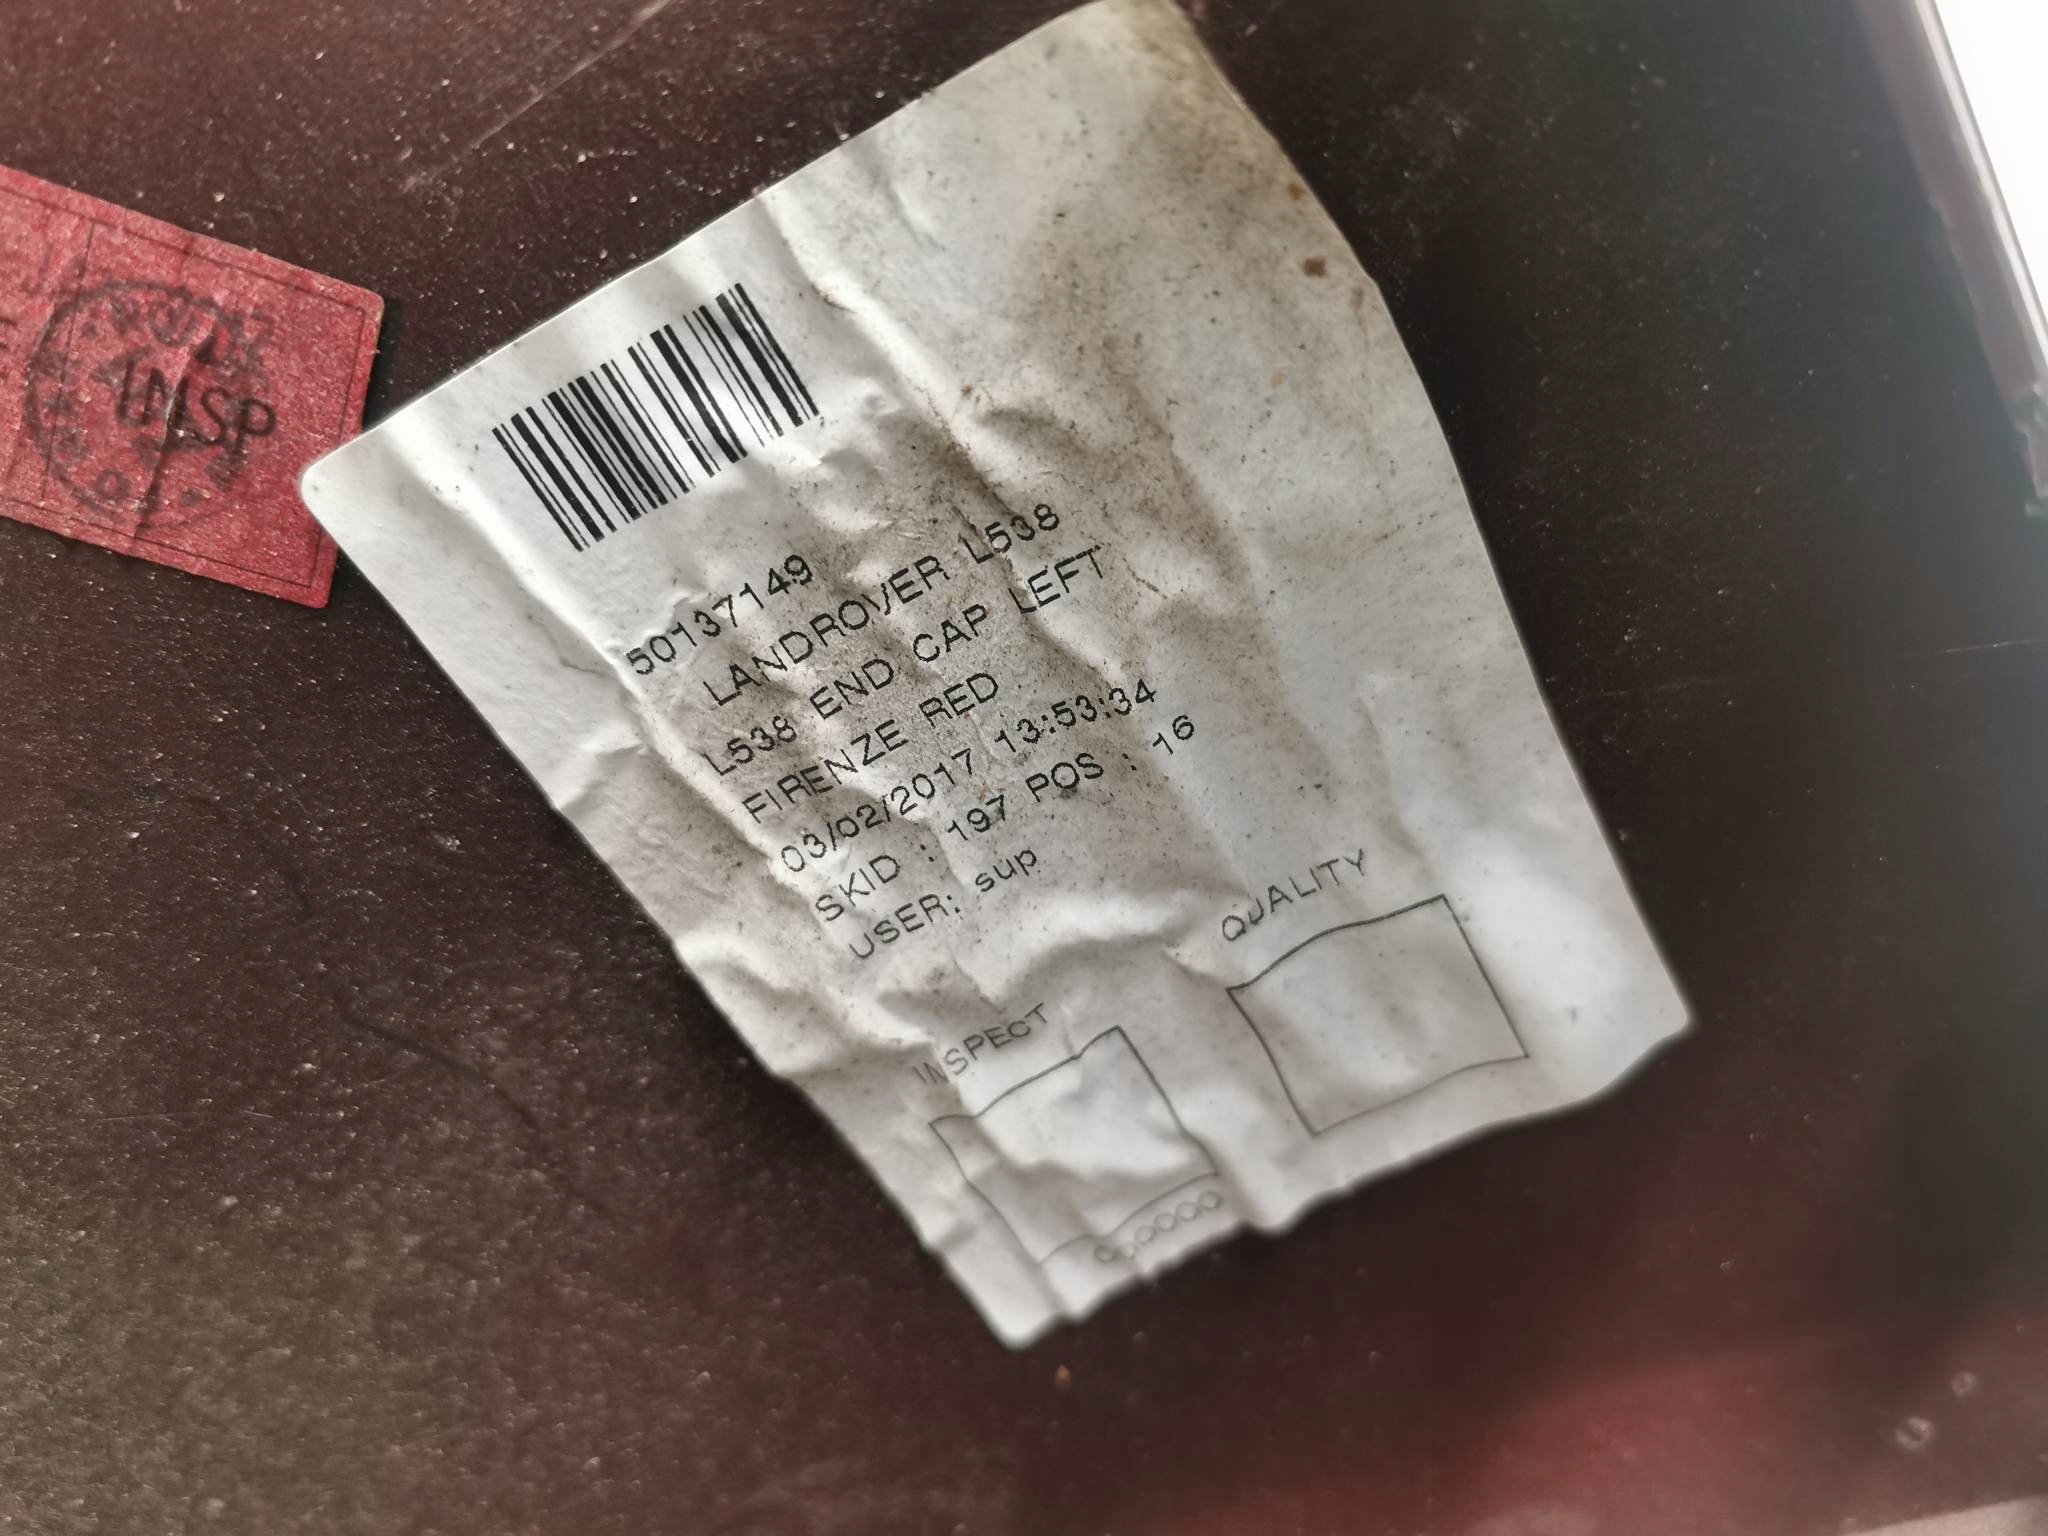 INSP
50137149
LANDROVER L538
L538 END CAP LEFT
FIRENZE RED
03/02/2017 13:53:34
SKID : 197 POS : 16
USER: sup
INSPECT
QUALITY